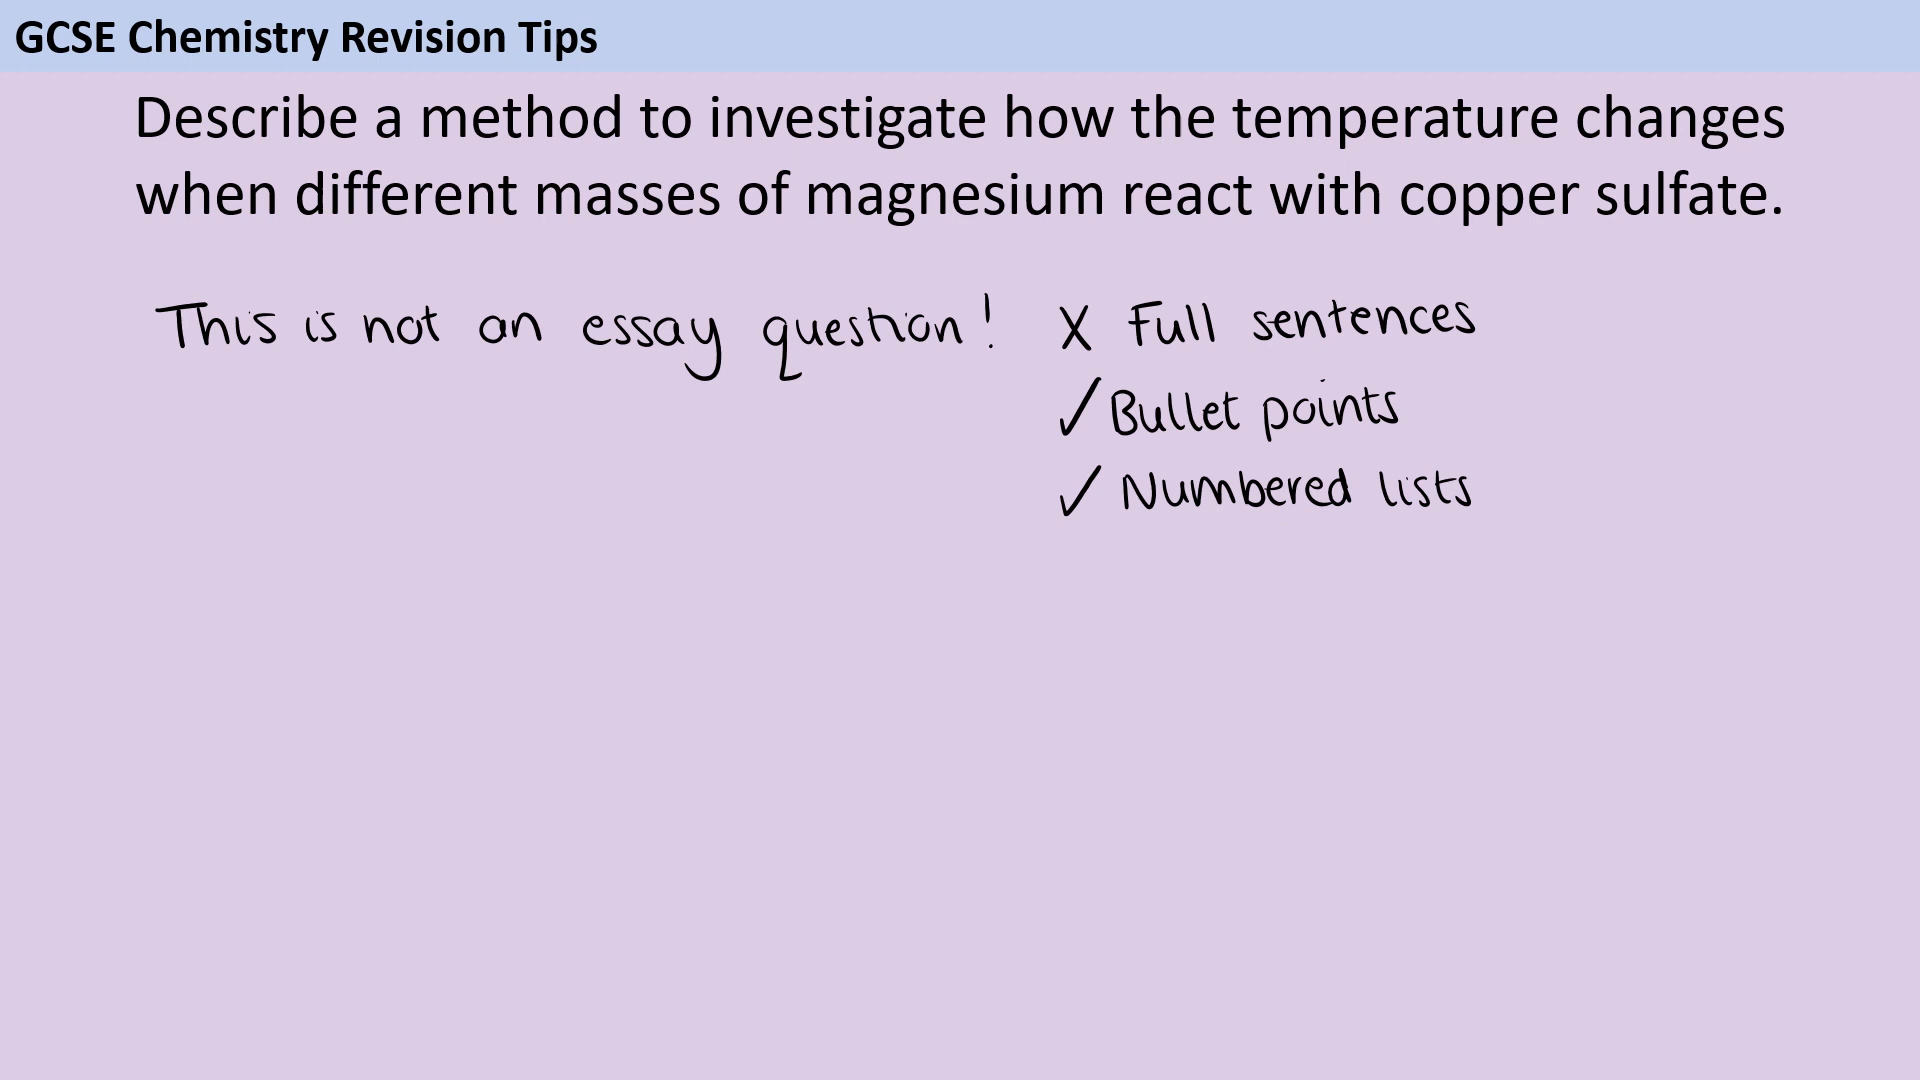 GCSE Chemistry Revision Tips
Describe a method to investigate how the temperature changes
when different masses of magnesium react with copper sulfate.
This is not an essay question! X Full sentences
✓ Bullet points
✓ Numbered lists